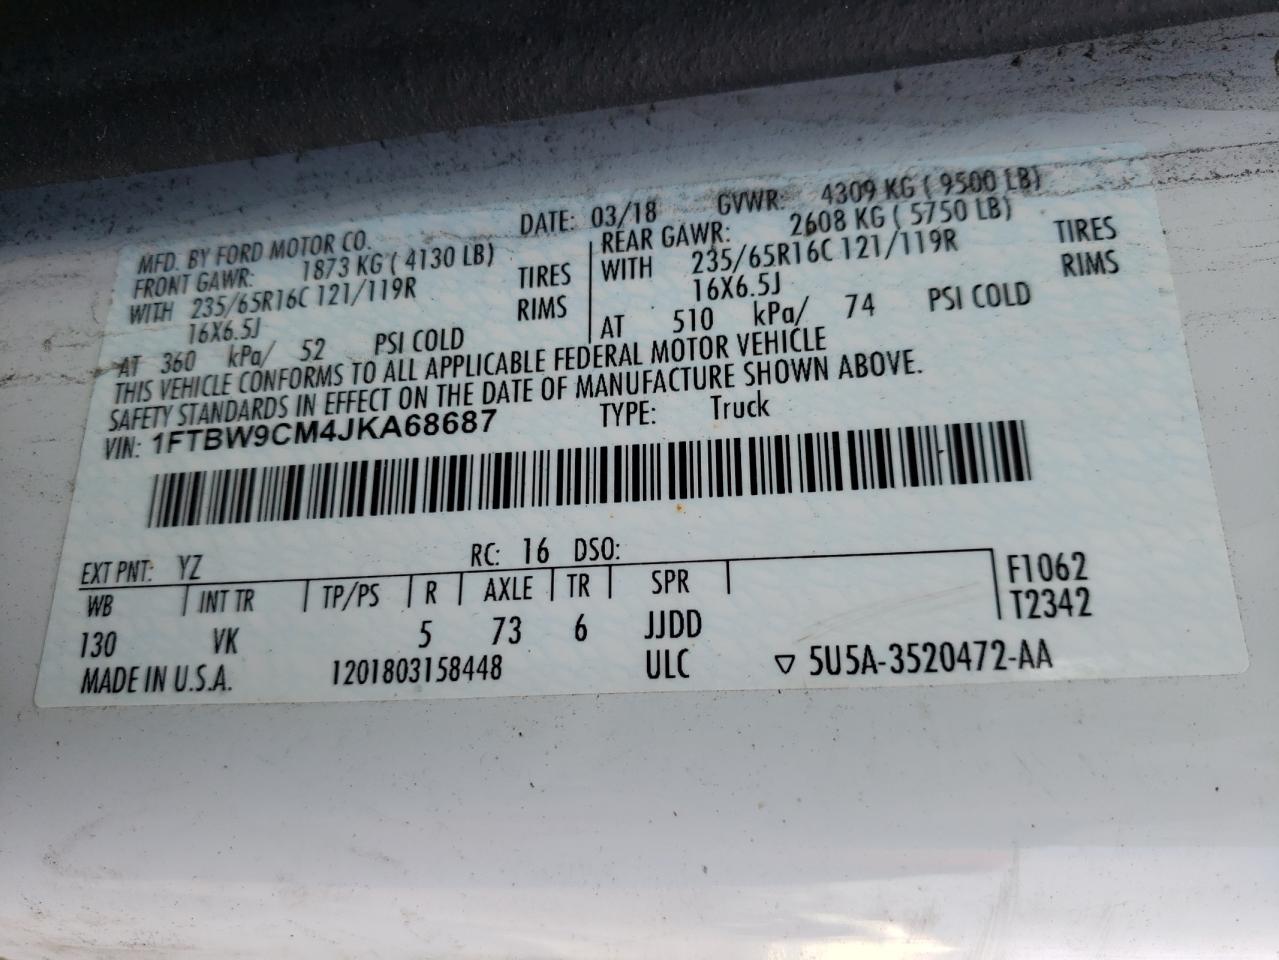 MFD. BY FORD MOTOR CO. DATE: 03/18 GVWR: 4309 KG ( 9500 LB)
FRONT GAWR: 1873 KG ( 4130 LB)
WITH 235/65R16C 121/119R TIRES
16X6.5J RIMS
AT 360 kPa/ 52 PSI COLD
REAR GAWR: 2608 KG ( 5750 LB)
WITH 235/65R16C 121/119R TIRES
16X6.5J RIMS
AT 510 kPa/ 74 PSI COLD
THIS VEHICLE CONFORMS TO ALL APPLICABLE FEDERAL MOTOR VEHICLE
SAFETY STANDARDS IN EFFECT ON THE DATE OF MANUFACTURE SHOWN ABOVE.
VIN: 1FTBW9CM4JKA68687 TYPE: Truck
EXT PNT: YZ RC: 16 DSO:
WB INT TR TP/PS R AXLE TR SPR F1062
130 VK 5 73 6 JJDD T2342
MADE IN U.S.A. 1201803158448 ULC ▽ 5U5A-3520472-AA